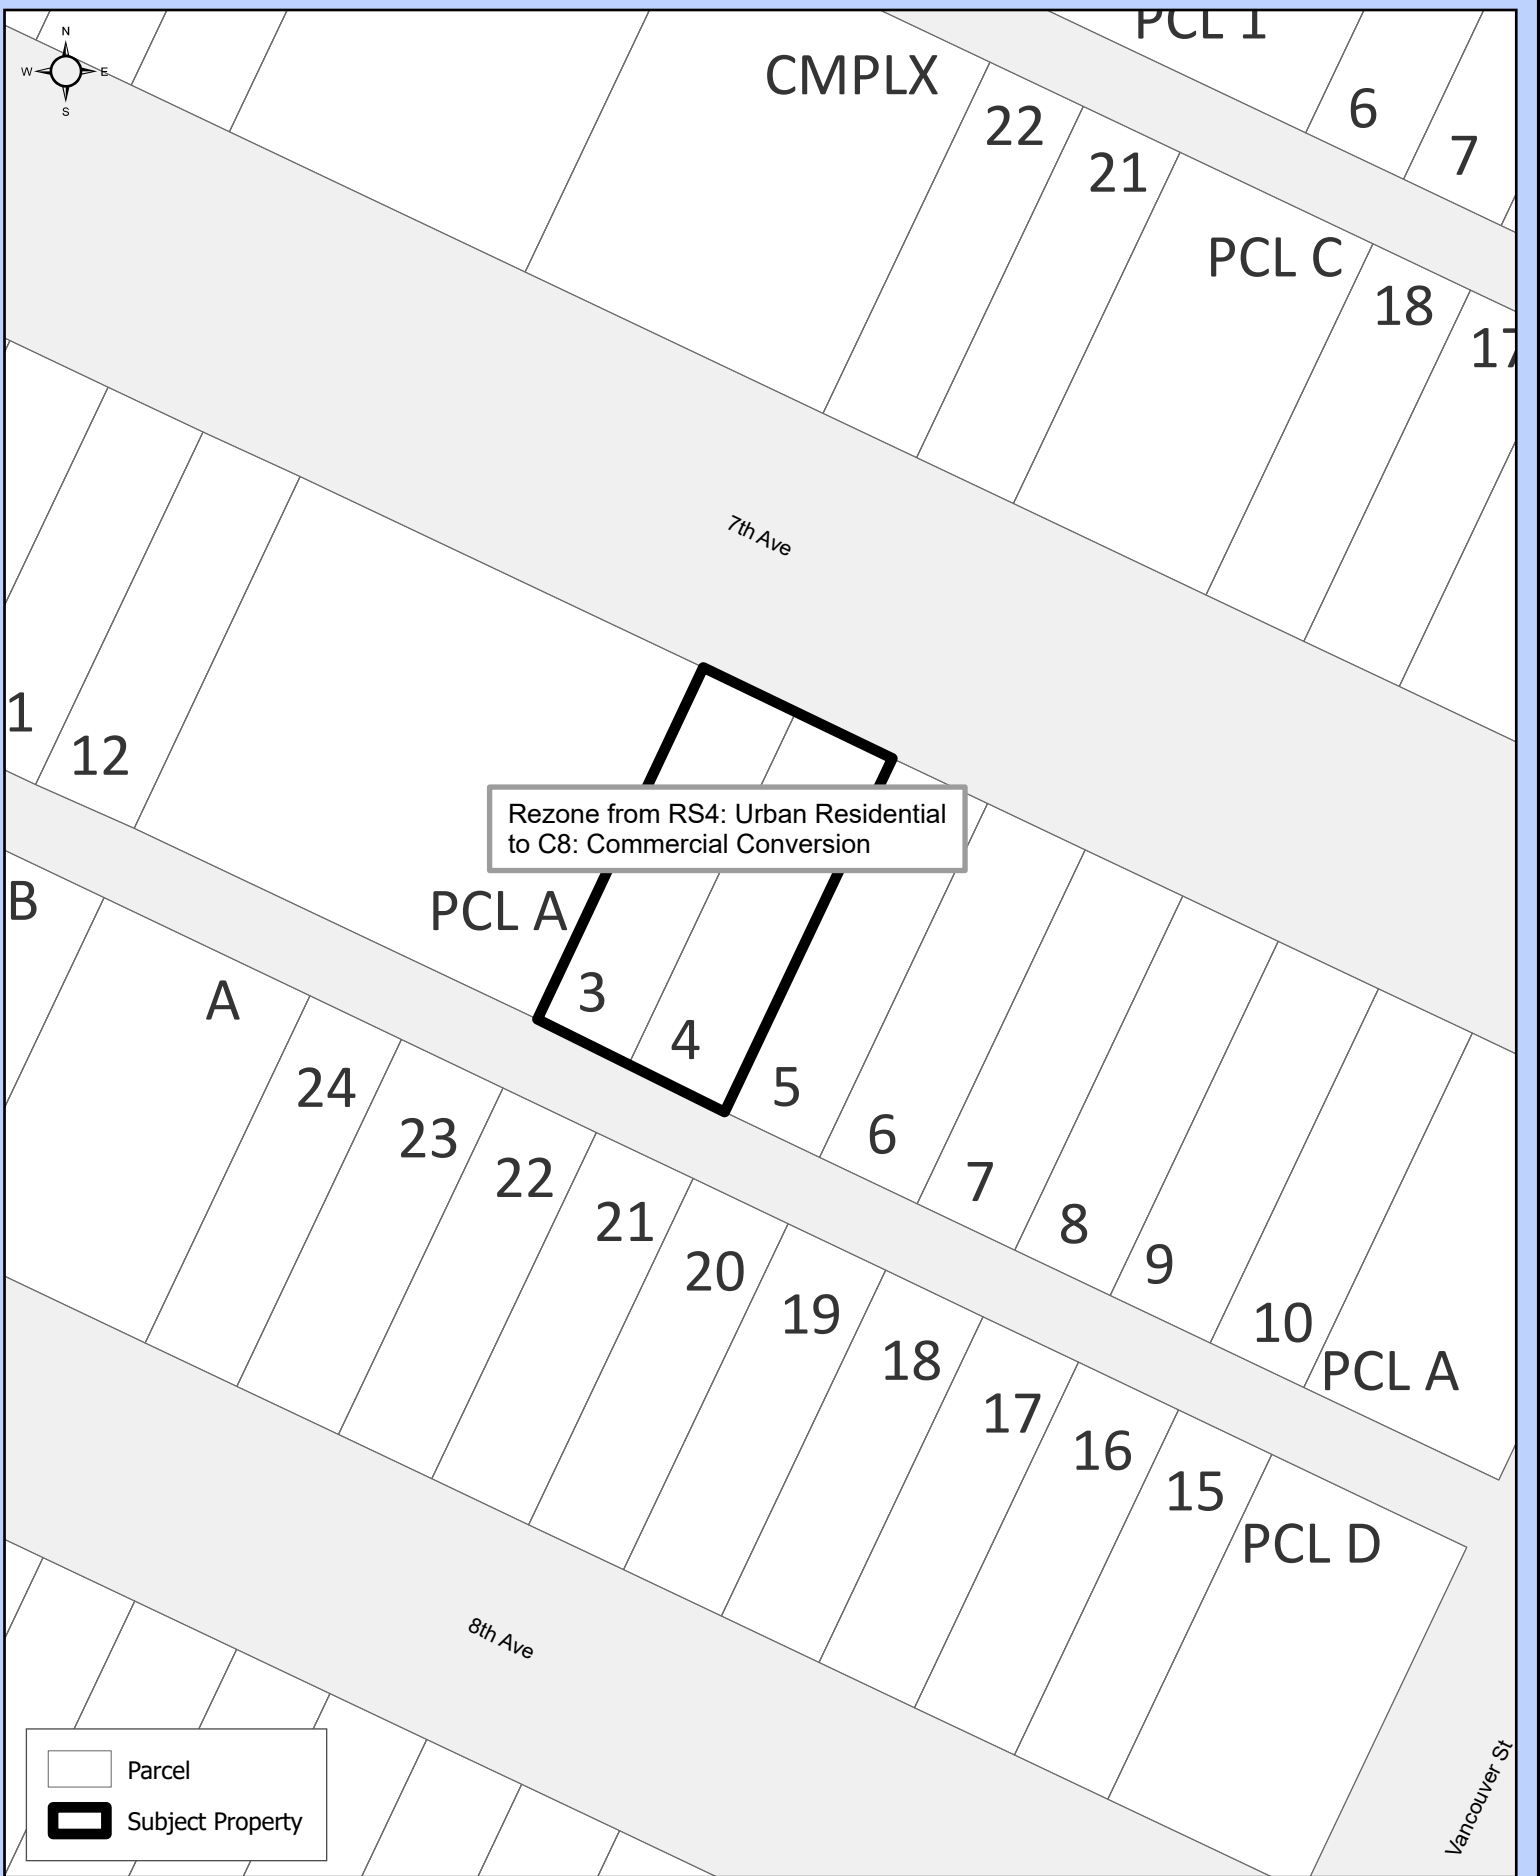 PCL 1
N
W E
S
CMPLX
22
6
21
7
PCL C
18
17
7th Ave
1
12
Rezone from RS4: Urban Residential
to C8: Commercial Conversion
B
PCL A
A
3
4
24
5
23
6
22
7
21
8
20
9
19
10
18
PCL A
17
16
15
PCL D
8th Ave
Parcel
Subject Property
Vancouver St